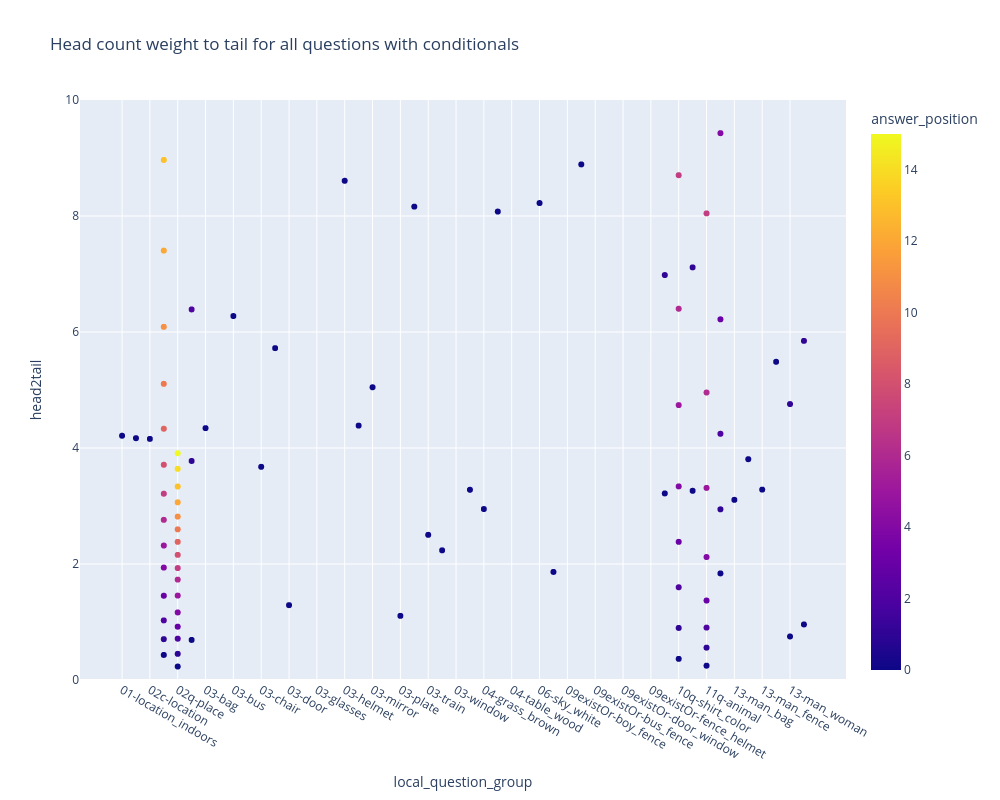 Head count weight to tail for all questions with conditionals
answer_position
10
8
6
4
2
0
head2tail
14
12
10
8
6
4
2
0
01-location_indoors
02c-location
02q-place
03-bag
03-bus
03-chair
03-door
03-glasses
03-helmet
03-mirror
03-plate
03-train
03-window
04-grass_brown
04-table_wood
06-sky_white
09existOr-boy_fence
09existOr-bus_fence
09existOr-door_window
09existOr-fence_helmet
10q-shirt_color
11q-animal
13-man_bag
13-man_fence
13-man_woman
local_question_group